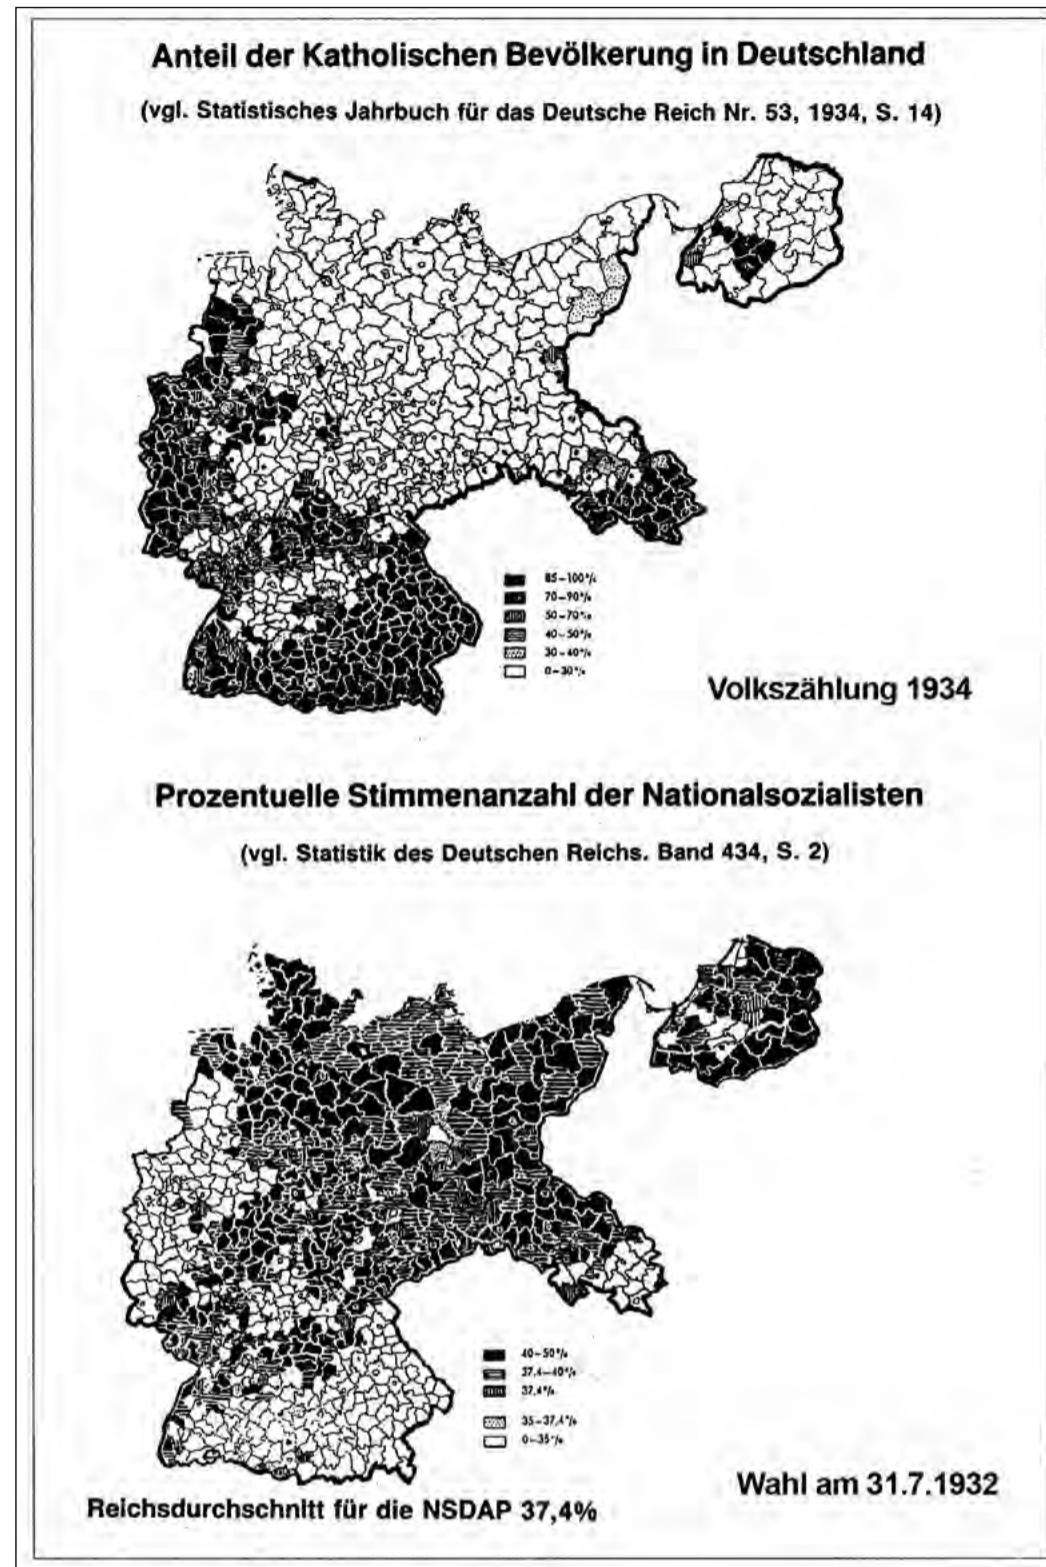 Anteil der Katholischen Bevölkerung in Deutschland
(vgl. Statistisches Jahrbuch für das Deutsche Reich Nr. 53, 1934, S. 14)
85–100%
70–90%
50–70%
40–50%
30–40%
0–30%
Volkszählung 1934
Prozentuelle Stimmenanzahl der Nationalsozialisten
(vgl. Statistik des Deutschen Reichs. Band 434, S. 2)
40–50%
37,4–40%
37,4%
35–37,4%
0–35%
Wahl am 31.7.1932
Reichsdurchschnitt für die NSDAP 37,4%